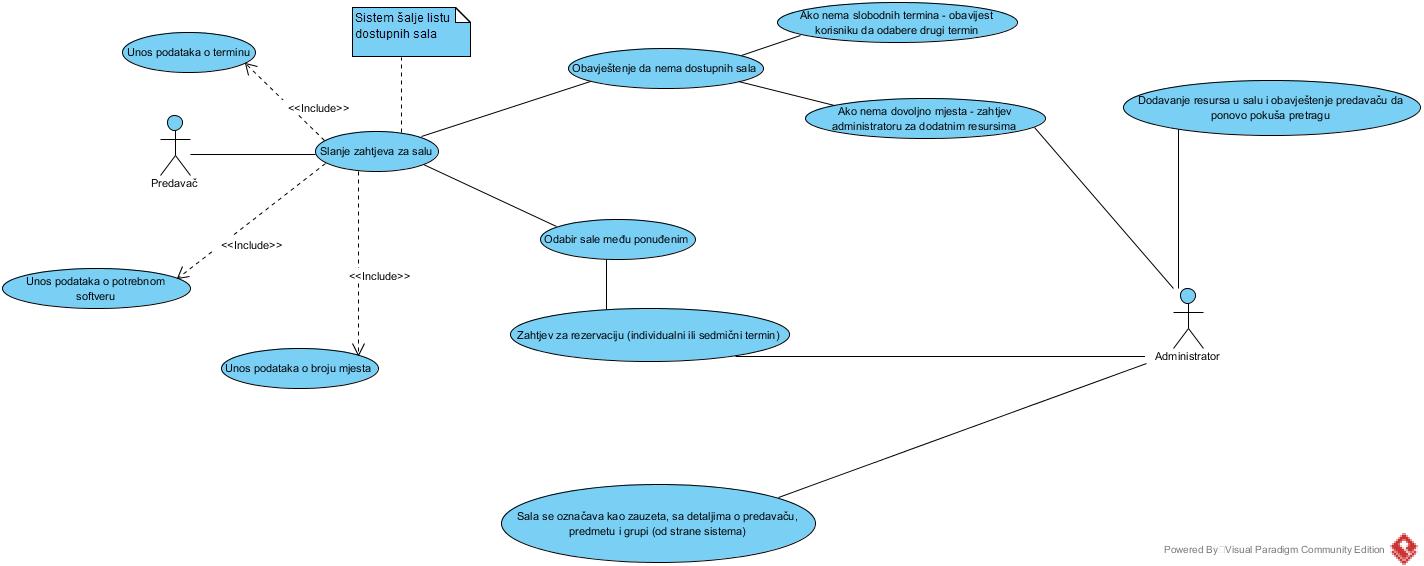 Sistem šalje listu
dostupnih sala
Ako nema slobodnih termina - obavijest
korisniku da odabere drugi termin
Unos podataka o terminu
Obavještenje da nema dostupnih sala
<<Include>>
Ako nema dovoljno mjesta - zahtjev
administratoru za dodatnim resursima
Dodavanje resursa u salu i obavještenje predavaču da
ponovo pokuša pretragu
Slanje zahtjeva za salu
Predavač
<<Include>>
Odabir sale među ponuđenim
<<Include>>
Unos podataka o potrebnom
softveru
Zahtjev za rezervaciju (individualni ili sedmični termin)
Administrator
Unos podataka o broju mjesta
Sala se označava kao zauzeta, sa detaljima o predavaču,
predmetu i grupi (od strane sistema)
Powered By Visual Paradigm Community Edition